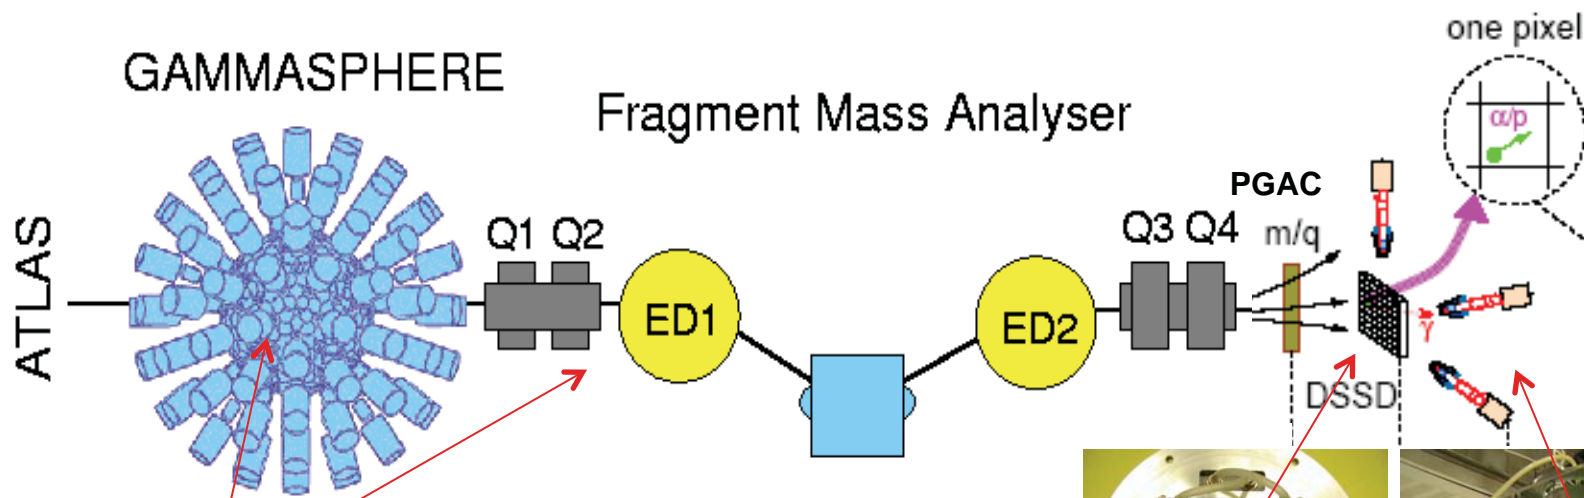 one pixel
GAMMASPHERE
Fragment Mass Analyser
α/p
PGAC
ATLAS
Q1 Q2
Q3 Q4
m/q
ED1
ED2
γ
DSSD